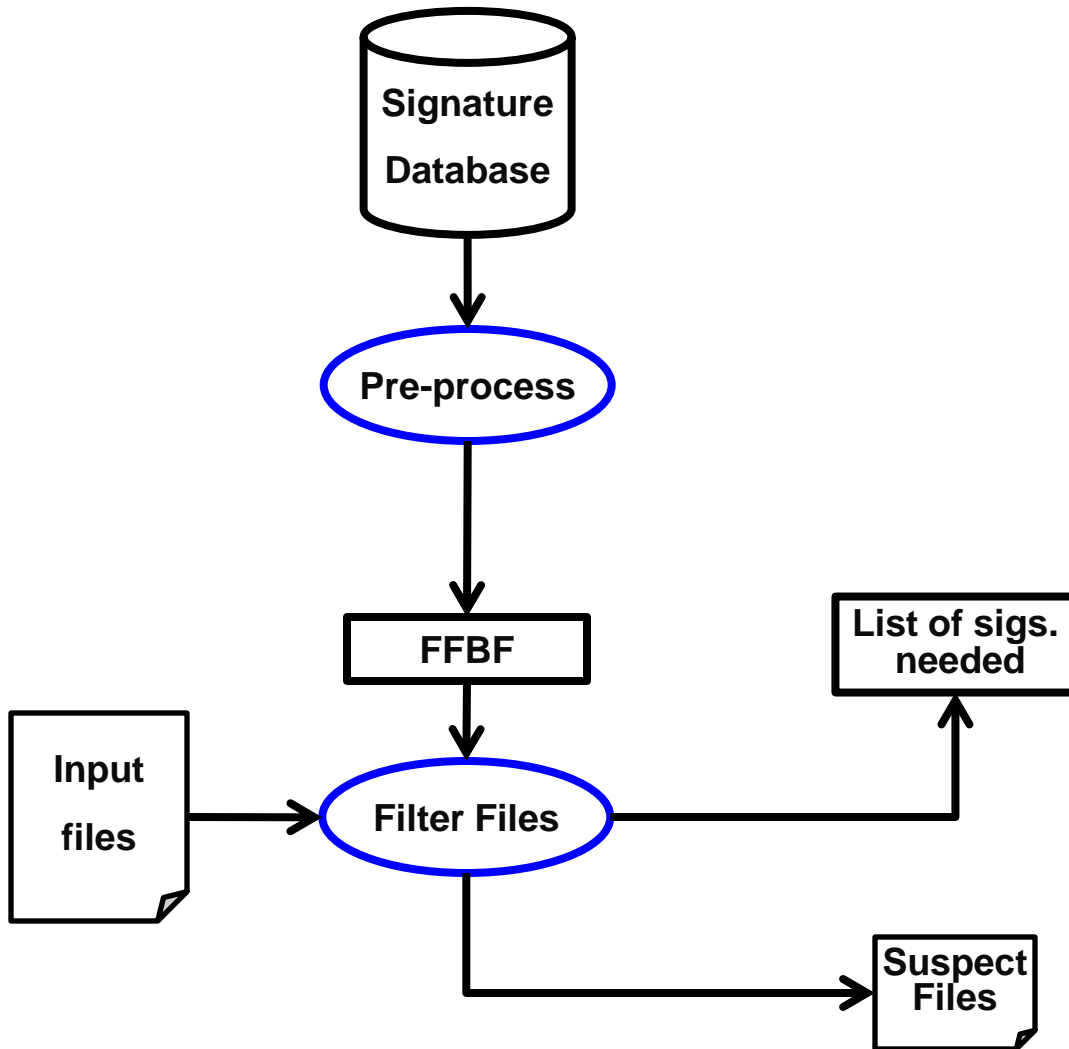 Signature
Database
Pre-process
FFBF
List of sigs.
needed
Input
files
Filter Files
Suspect
Files